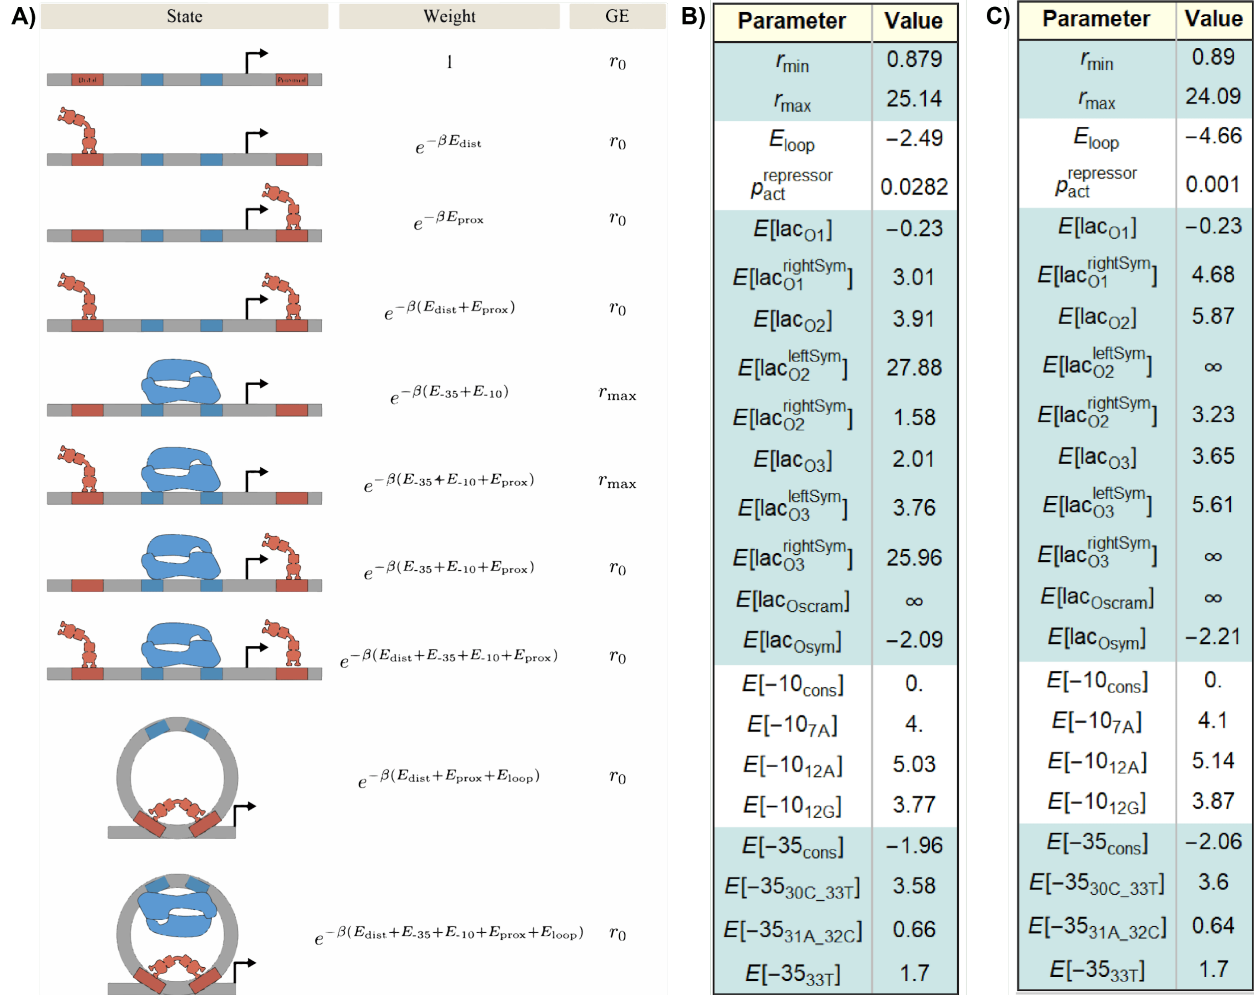 A)
State Weight GE
Distal Proximal
1 r₀
e^{−βE_dist} r₀
e^{−βE_prox} r₀
e^{−β(E_dist+E_prox)} r₀
e^{−β(E_-35+E_-10)} r_max
e^{−β(E_-35+E_-10+E_prox)} r_max
e^{−β(E_-35+E_-10+E_prox)} r₀
e^{−β(E_dist+E_-35+E_-10+E_prox)} r₀
e^{−β(E_dist+E_prox+E_loop)} r₀
e^{−β(E_dist+E_-35+E_-10+E_prox+E_loop)} r₀
B)
Parameter Value
r_min 0.879
r_max 25.14
E_loop −2.49
p_act^repressor 0.0282
E[lac_O1] −0.23
E[lac_O1^rightSym] 3.01
E[lac_O2] 3.91
E[lac_O2^leftSym] 27.88
E[lac_O2^rightSym] 1.58
E[lac_O3] 2.01
E[lac_O3^leftSym] 3.76
E[lac_O3^rightSym] 25.96
E[lac_Oscram] ∞
E[lac_Osym] −2.09
E[−10_cons] 0.
E[−10_7A] 4.
E[−10_12A] 5.03
E[−10_12G] 3.77
E[−35_cons] −1.96
E[−35_30C_33T] 3.58
E[−35_31A_32C] 0.66
E[−35_33T] 1.7
C)
Parameter Value
r_min 0.89
r_max 24.09
E_loop −4.66
p_act^repressor 0.001
E[lac_O1] −0.23
E[lac_O1^rightSym] 4.68
E[lac_O2] 5.87
E[lac_O2^leftSym] ∞
E[lac_O2^rightSym] 3.23
E[lac_O3] 3.65
E[lac_O3^leftSym] 5.61
E[lac_O3^rightSym] ∞
E[lac_Oscram] ∞
E[lac_Osym] −2.21
E[−10_cons] 0.
E[−10_7A] 4.1
E[−10_12A] 5.14
E[−10_12G] 3.87
E[−35_cons] −2.06
E[−35_30C_33T] 3.6
E[−35_31A_32C] 0.64
E[−35_33T] 1.7